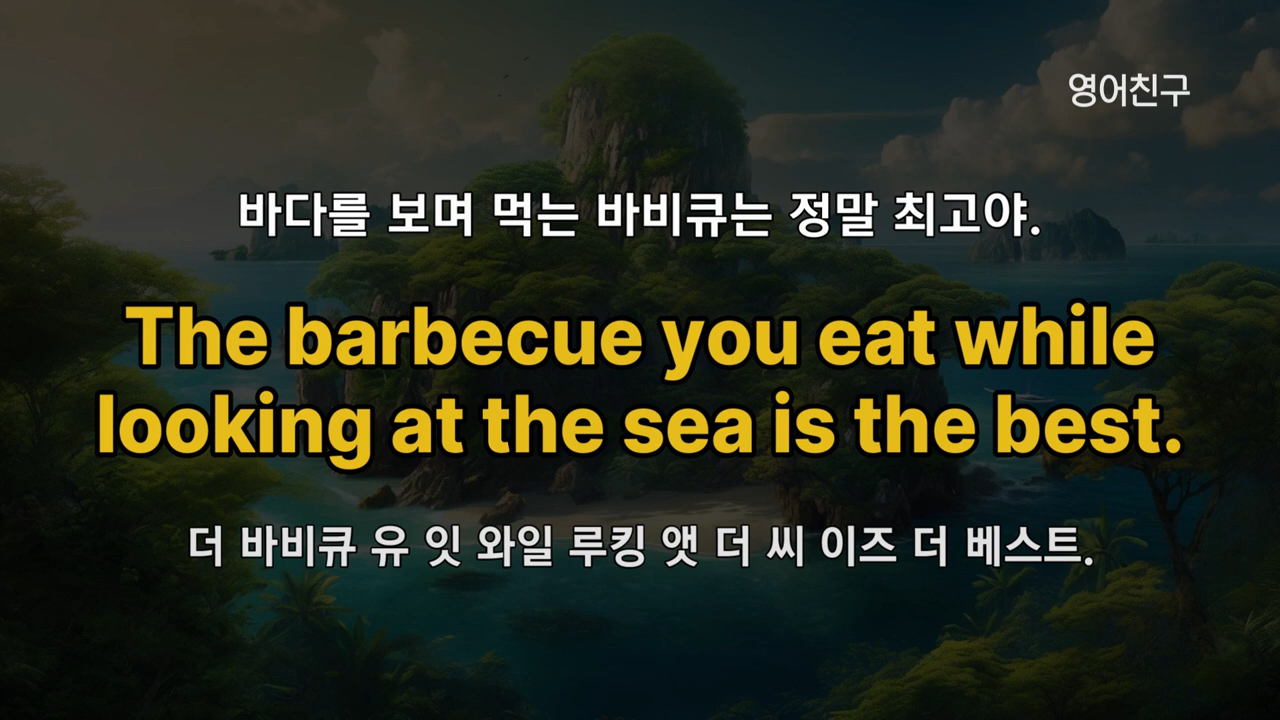 영어친구
바다를 보며 먹는 바비큐는 정말 최고야.
The barbecue you eat while
looking at the sea is the best.
더 바비큐 유 잇 와일 루킹 앳 더 씨 이즈 더 베스트.